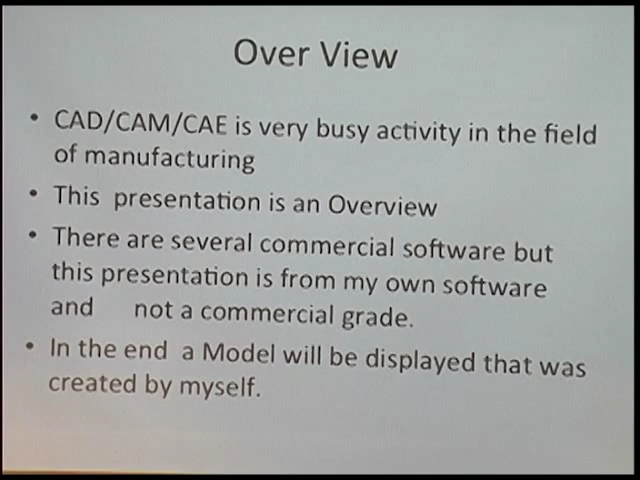 Over View
• CAD/CAM/CAE is very busy activity in the field
of manufacturing
• This presentation is an Overview
• There are several commercial software but
this presentation is from my own software
and not a commercial grade.
• In the end a Model will be displayed that was
created by myself.